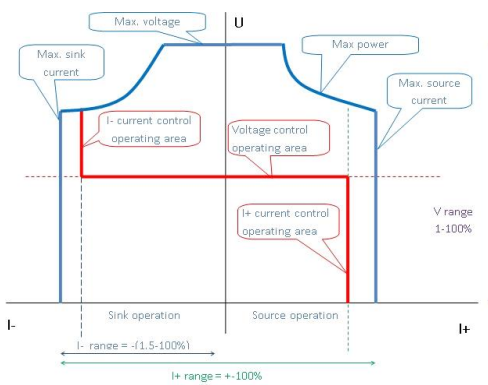 Max. voltage
U
Max. sink
current
Max power
Max. source
current
I- current control
operating area
Voltage control
operating area
I+ current control
operating area
V range
1-100%
Sink operation
Source operation
I-
I+
I- range = -(1.5-100%)
I+ range = +-100%